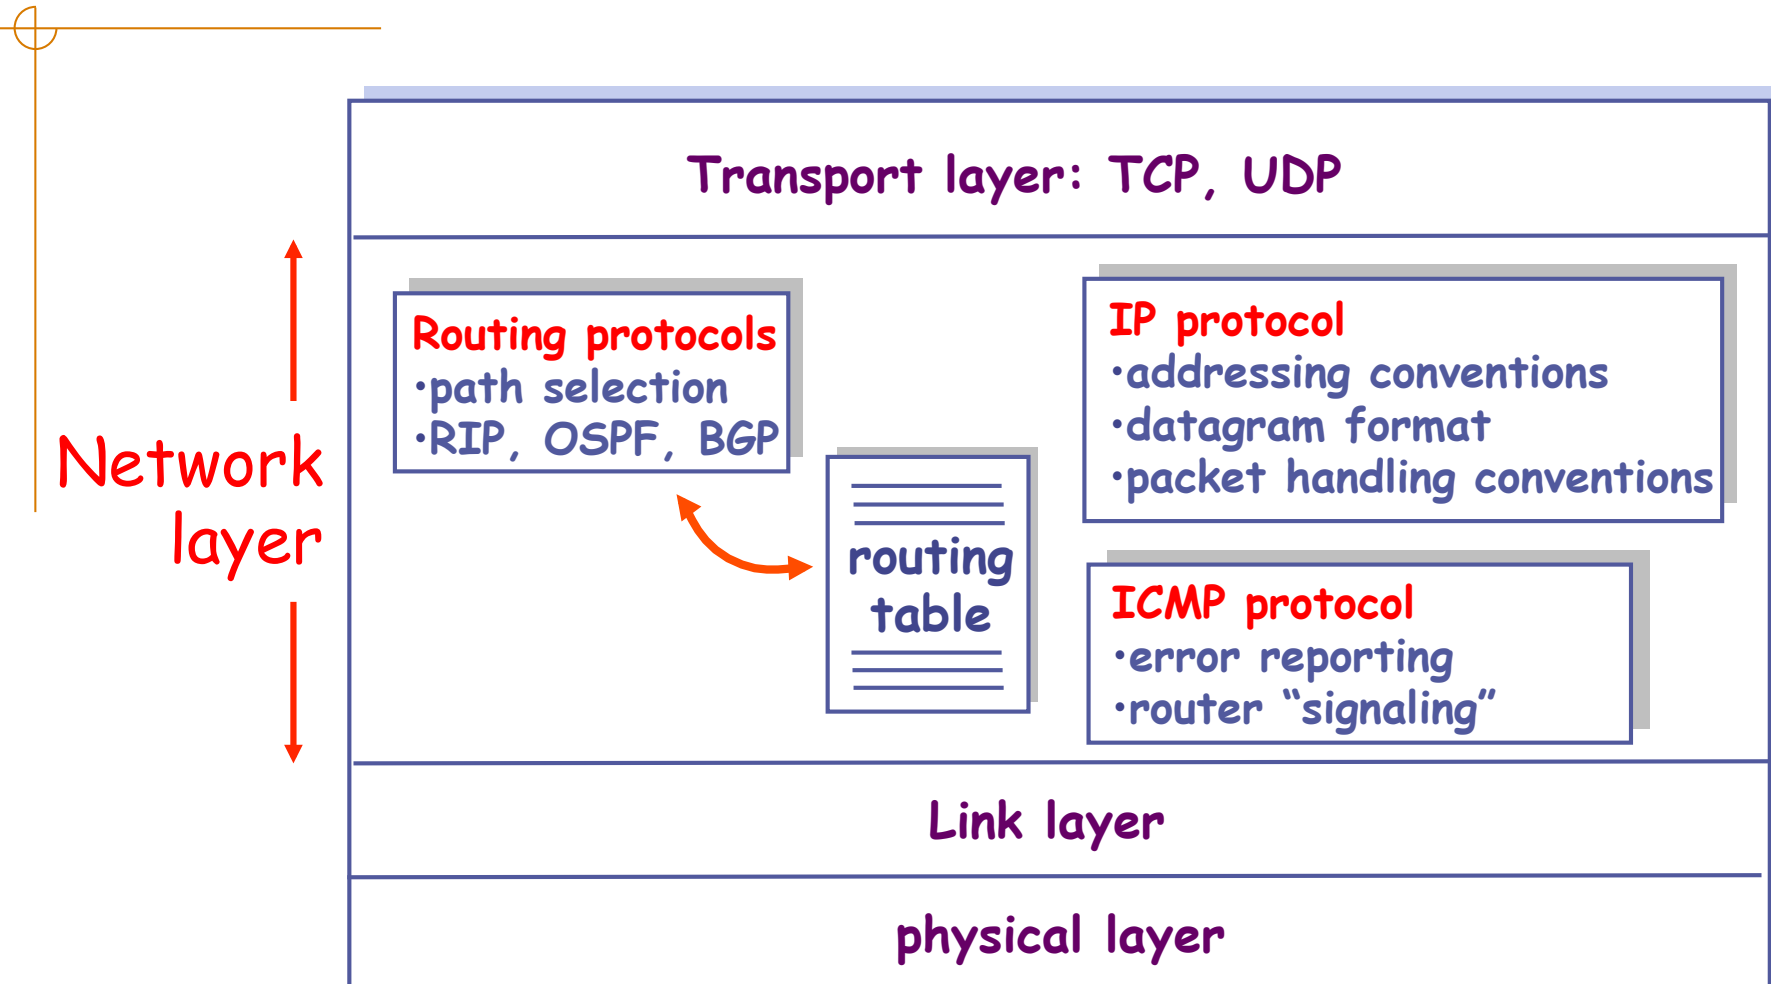 Transport layer: TCP, UDP
Network
layer
Routing protocols
•path selection
•RIP, OSPF, BGP
routing
table
IP protocol
•addressing conventions
•datagram format
•packet handling conventions
ICMP protocol
•error reporting
•router “signaling”
Link layer
physical layer